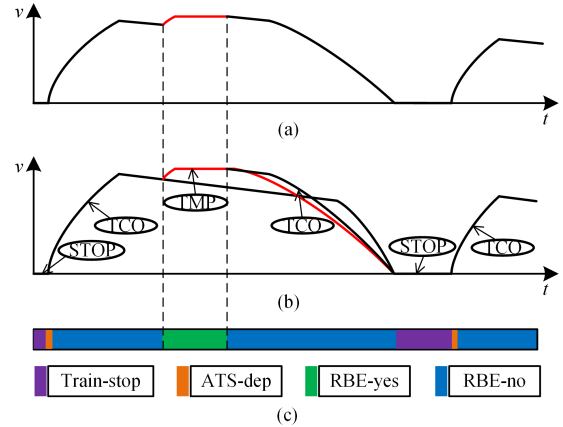 v
t
(a)
v
TMP
TCO
TCO
STOP
TCO
STOP
t
(b)
Train-stop ATS-dep RBE-yes RBE-no
(c)